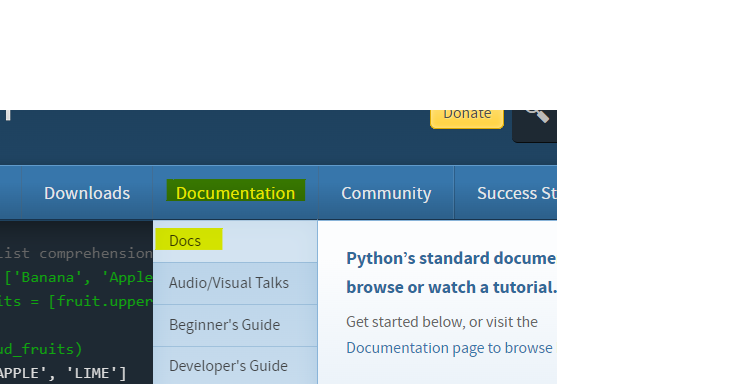 Donate
Downloads
Documentation
Community
Success St
Docs
Audio/Visual Talks
Beginner's Guide
Developer's Guide
Python's standard docume
browse or watch a tutorial.
Get started below, or visit the
Documentation page to browse
ist comprehension
['Banana', 'Apple
its = [fruit.upper
ud_fruits)
APPLE', 'LIME']